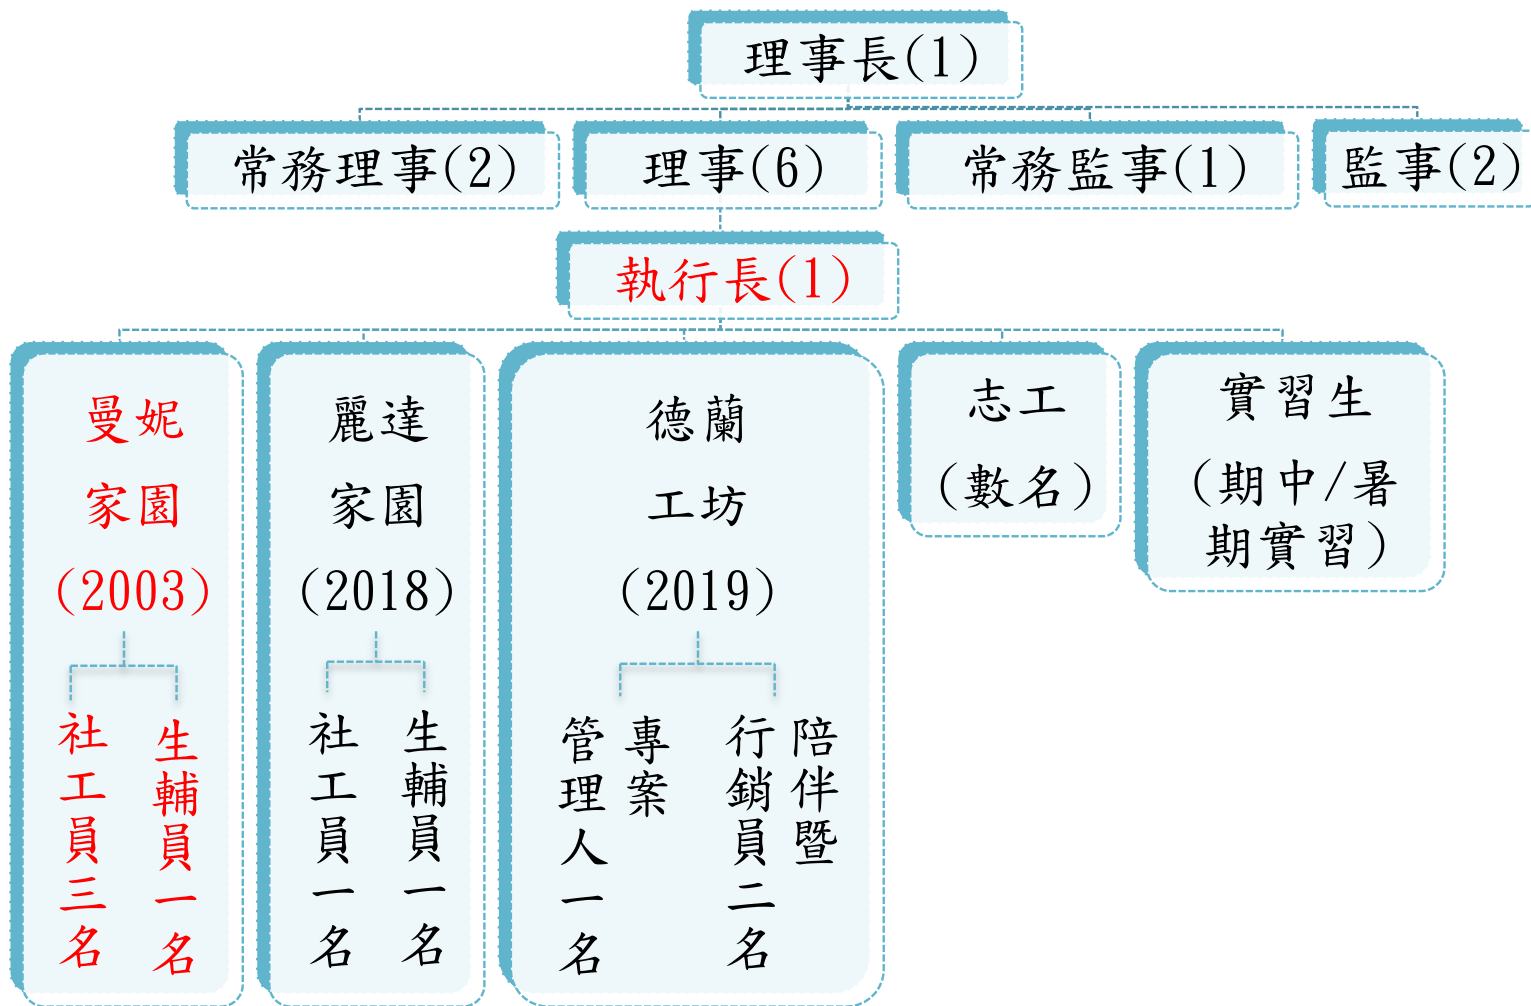 理事長(1)
常務理事(2)
理事(6)
常務監事(1)
監事(2)
執行長(1)
曼妮
家園
(2003)
社工員三名
生輔員一名
麗達
家園
(2018)
社工員一名
生輔員一名
德蘭
工坊
(2019)
專案
管理人一名
陪伴暨
行銷員二名
志工
(數名)
實習生
(期中/暑
期實習)